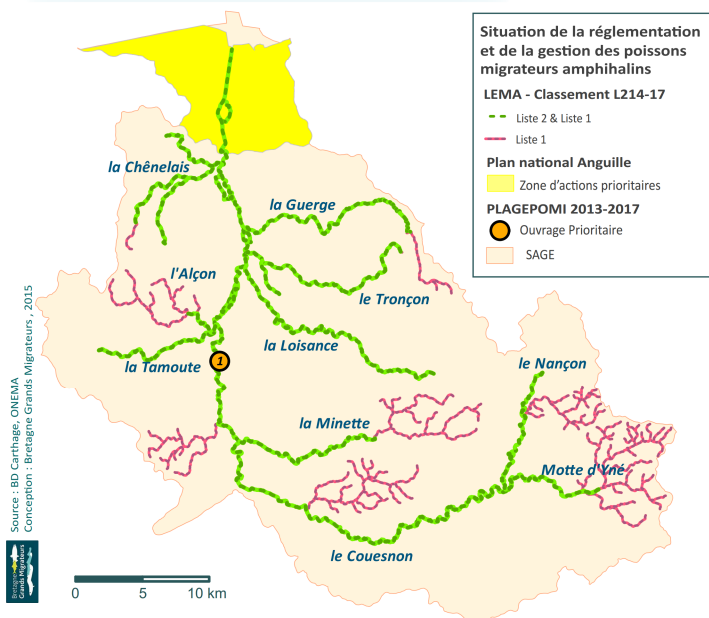 Situation de la réglementation
et de la gestion des poissons
migrateurs amphihalins
LEMA - Classement L214-17
Liste 2 & Liste 1
Liste 1
Plan national Anguille
Zone d'actions prioritaires
PLAGEPOMI 2013-2017
Ouvrage Prioritaire
SAGE
la Chênelais
la Guerge
l'Alçon
le Tronçon
la Loisance
la Tamoute
1
le Nançon
la Minette
Motte d'Yné
le Couesnon
0 5 10 km
Source : BD Carthage, ONEMA
Conception : Bretagne Grands Migrateurs , 2015
Bretagne
Grands Migrateurs